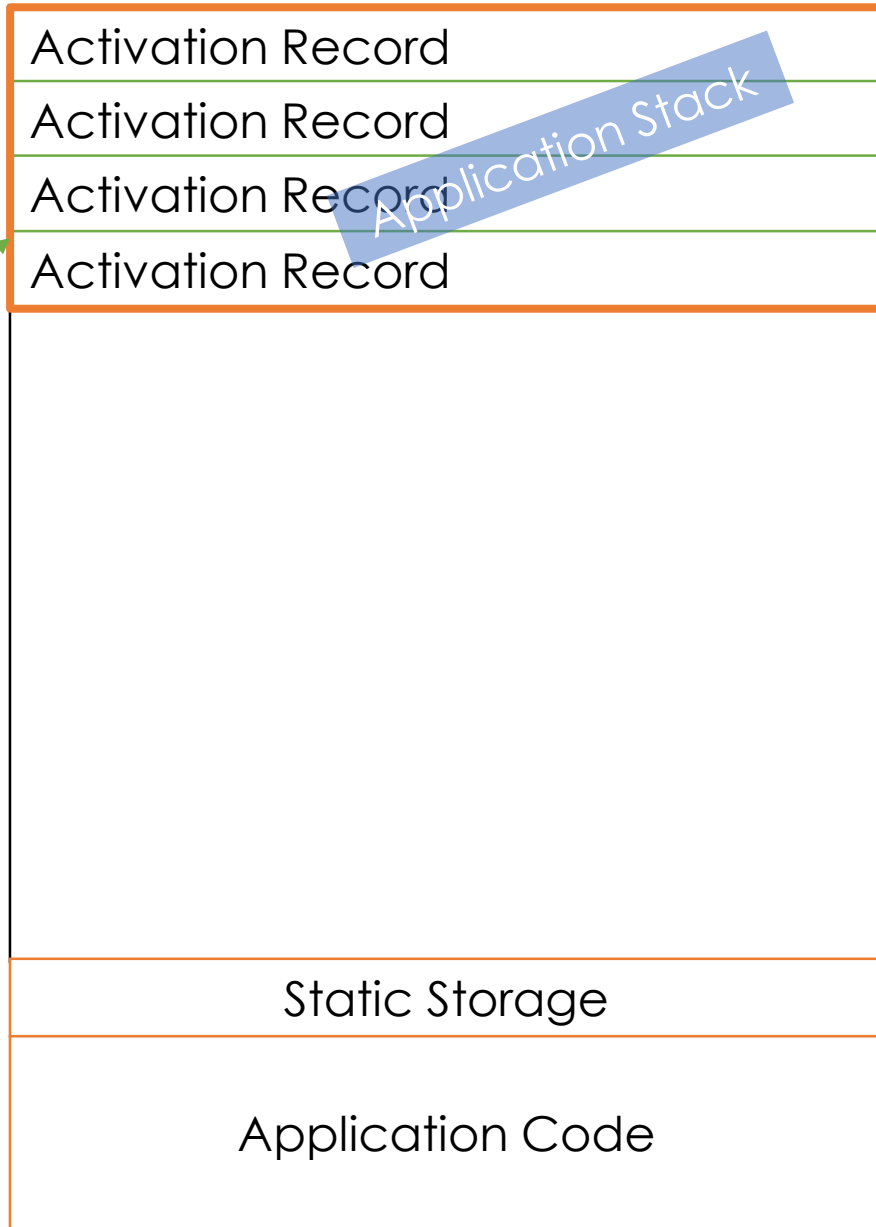 Activation Record
Activation Record
Application Stack
Activation Record
Activation Record
Static Storage
Application Code